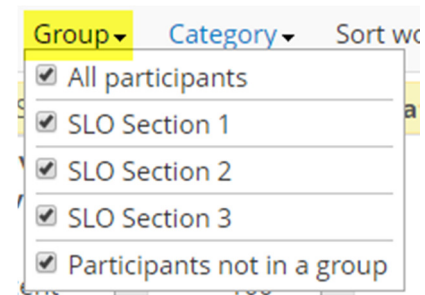 Group Category Sort wo
All participants
SLO Section 1
SLO Section 2
SLO Section 3
Participants not in a group